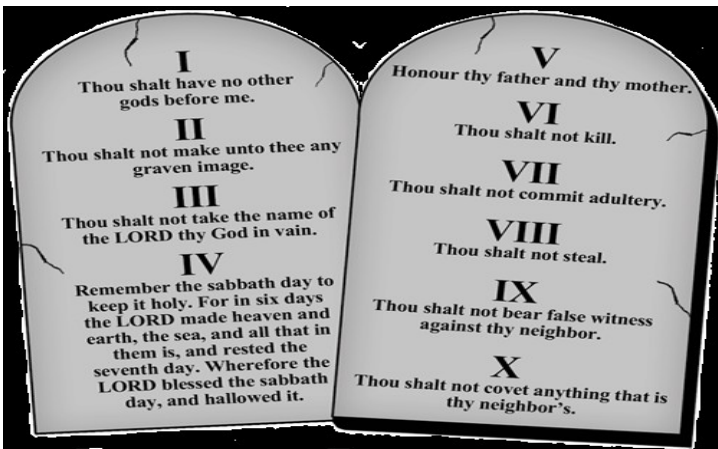 I
Thou shalt have no other
gods before me.
II
Thou shalt not make unto thee any
graven image.
III
Thou shalt not take the name of
the LORD thy God in vain.
IV
Remember the sabbath day to
keep it holy. For in six days
the LORD made heaven and
earth, the sea, and all that in
them is, and rested the
seventh day. Wherefore the
LORD blessed the sabbath
day, and hallowed it.
V
Honour thy father and thy mother.
VI
Thou shalt not kill.
VII
Thou shalt not commit adultery.
VIII
Thou shalt not steal.
IX
Thou shalt not bear false witness
against thy neighbor.
X
Thou shalt not covet anything that is
thy neighbor's.